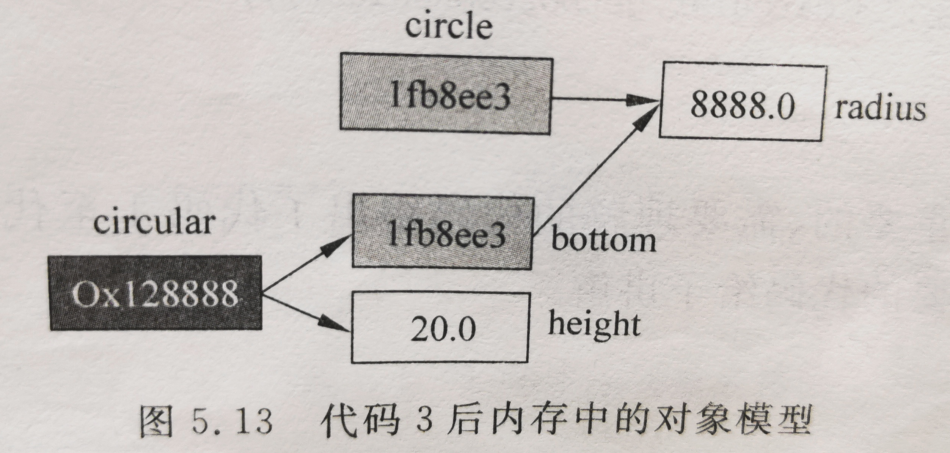 circle
1fb8ee3
8888.0 radius
circular
1fb8ee3 bottom
Ox128888
20.0 height
图 5.13 代码 3 后内存中的对象模型